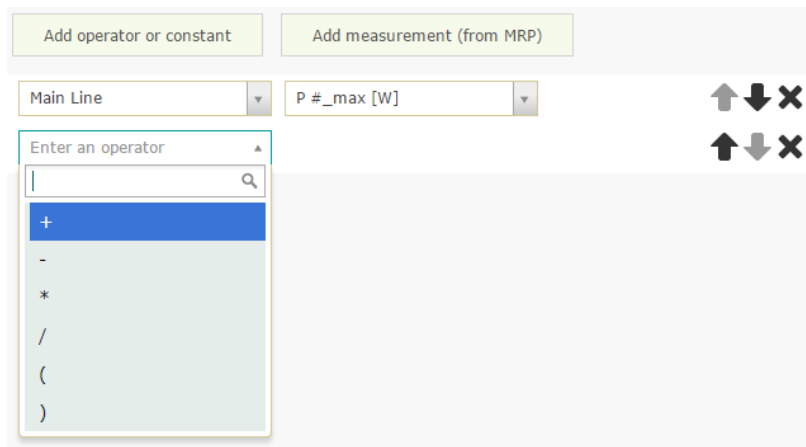 Add operator or constant Add measurement (from MRP)
Main Line P #_max [W]
Enter an operator
+
-
*
/
(
)